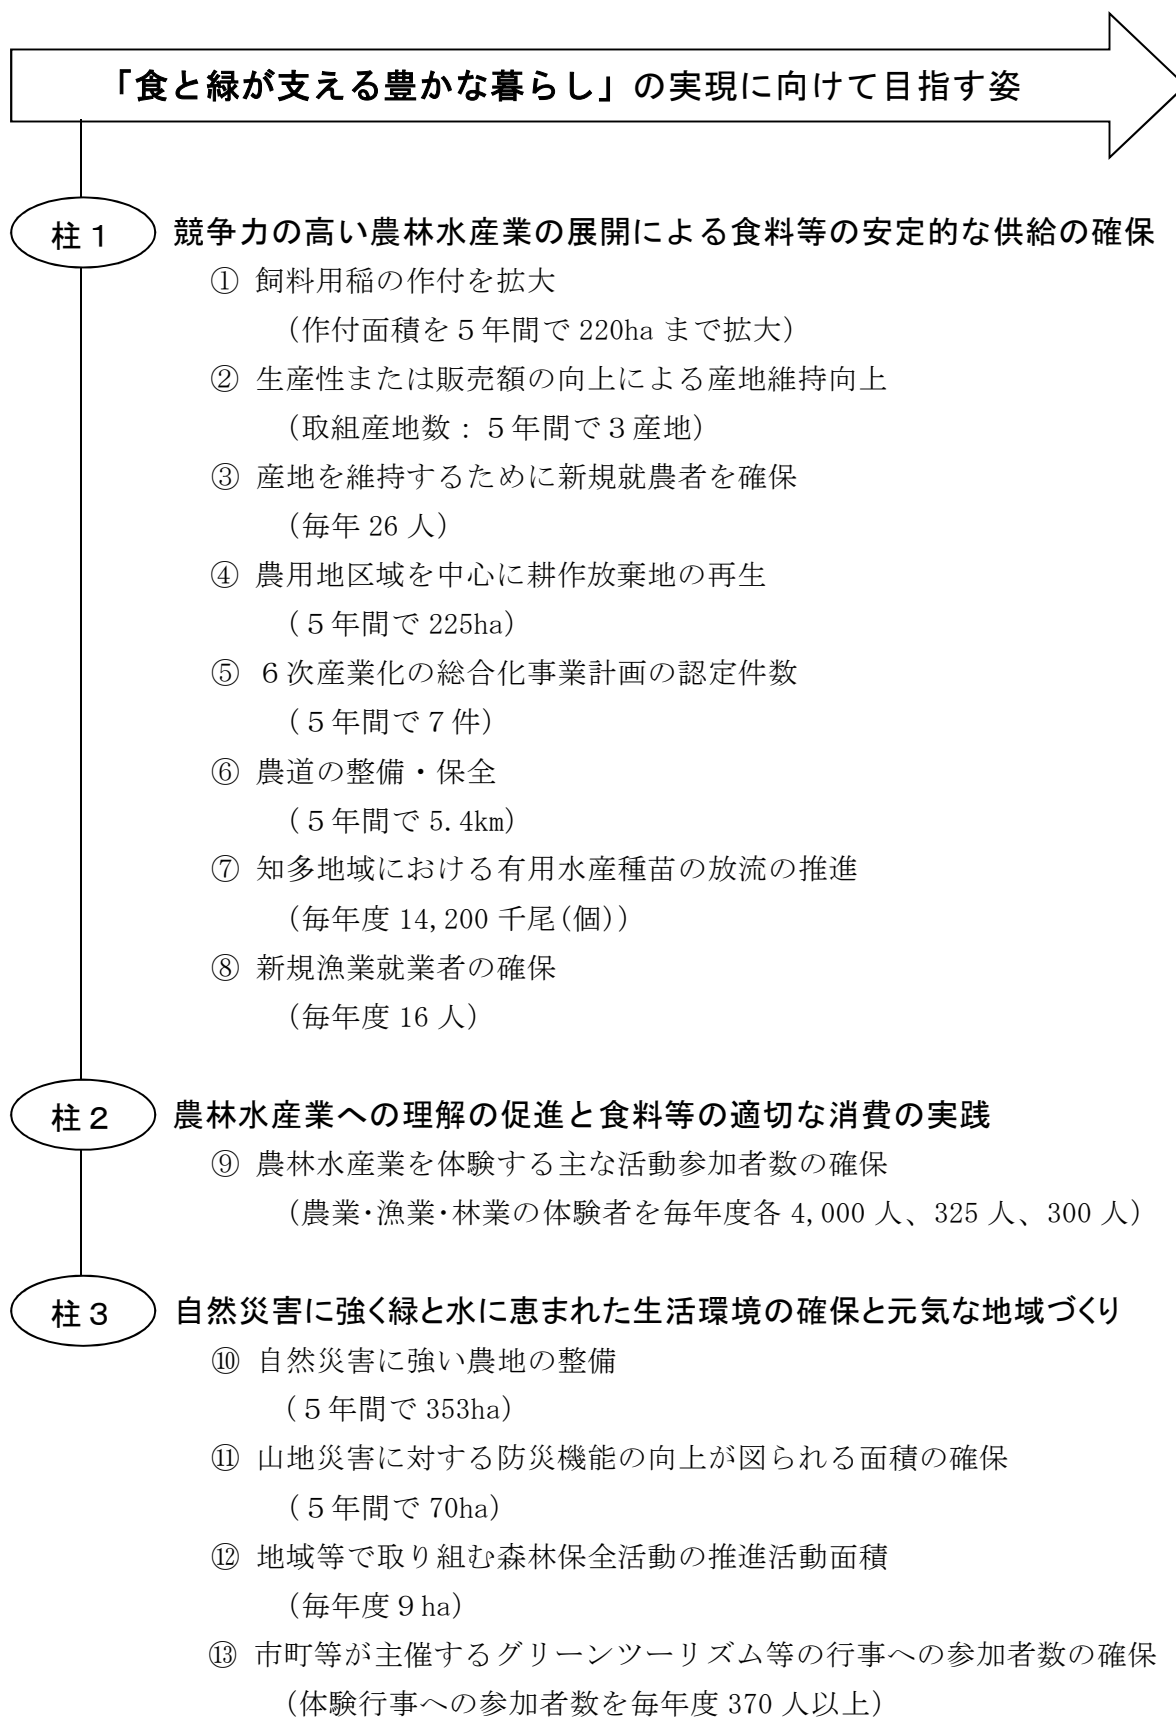 「食と緑が支える豊かな暮らし」の実現に向けて目指す姿
柱１ 競争力の高い農林水産業の展開による食料等の安定的な供給の確保
① 飼料用稲の作付を拡大
（作付面積を５年間で 220ha まで拡大）
② 生産性または販売額の向上による産地維持向上
（取組産地数：５年間で３産地）
③ 産地を維持するために新規就農者を確保
（毎年 26 人）
④ 農用地区域を中心に耕作放棄地の再生
（５年間で 225ha）
⑤ ６次産業化の総合化事業計画の認定件数
（５年間で７件）
⑥ 農道の整備・保全
（５年間で 5.4km）
⑦ 知多地域における有用水産種苗の放流の推進
（毎年度 14,200 千尾(個)）
⑧ 新規漁業就業者の確保
（毎年度 16 人）
柱２ 農林水産業への理解の促進と食料等の適切な消費の実践
⑨ 農林水産業を体験する主な活動参加者数の確保
（農業･漁業･林業の体験者を毎年度各 4,000 人、325 人、300 人）
柱３ 自然災害に強く緑と水に恵まれた生活環境の確保と元気な地域づくり
⑩ 自然災害に強い農地の整備
（５年間で 353ha）
⑪ 山地災害に対する防災機能の向上が図られる面積の確保
（５年間で 70ha）
⑫ 地域等で取り組む森林保全活動の推進活動面積
（毎年度９ha）
⑬ 市町等が主催するグリーンツーリズム等の行事への参加者数の確保
（体験行事への参加者数を毎年度 370 人以上）